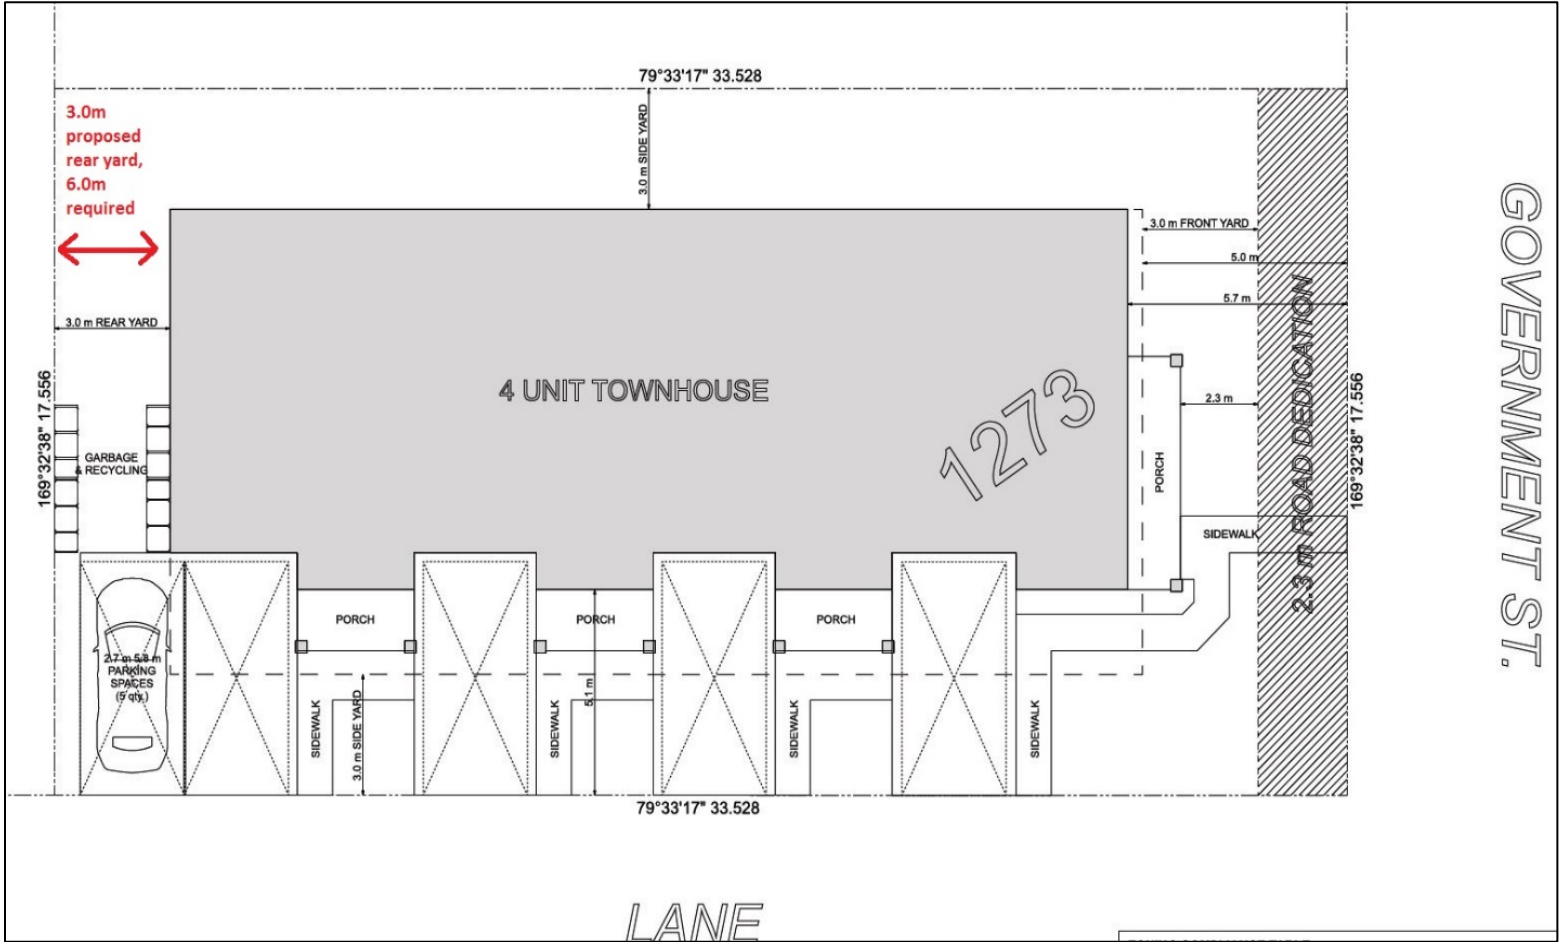 79°33'17" 33.528
3.0m
proposed
rear yard,
6.0m
required
3.0 m SIDE YARD
3.0 m FRONT YARD
5.0 m
5.7 m
3.0 m REAR YARD
GOVERNMENT ST.
2.3 m ROAD DEDICATION
169°32'38" 17.556
169°32'38" 17.556
4 UNIT TOWNHOUSE
1273
2.3 m
GARBAGE
& RECYCLING
PORCH
SIDEWALK
PORCH
PORCH
PORCH
2.7 m 5.8 m
PARKING
SPACES
(5 qty.)
5.1 m
SIDEWALK
3.0 m SIDE YARD
SIDEWALK
SIDEWALK
SIDEWALK
79°33'17" 33.528
LANE